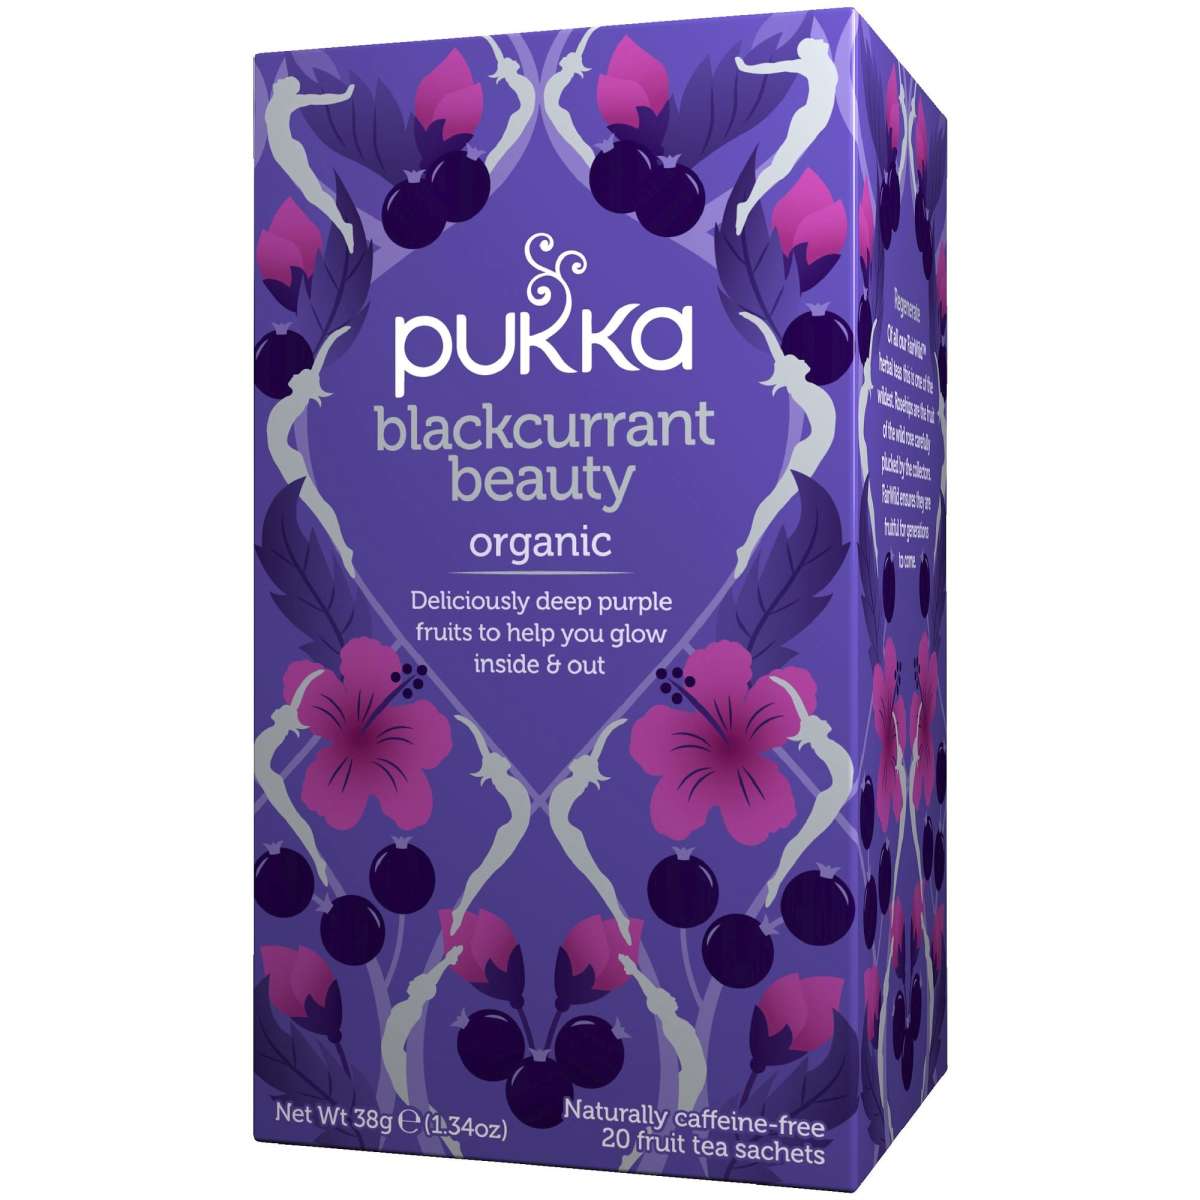 pukka
blackcurrant
beauty
organic
Deliciously deep purple
fruits to help you glow
inside & out
Net Wt 38g ℮ (1.34oz)
Naturally caffeine-free
20 fruit tea sachets
Regenerate
Of all our FairWild™
herbal teas this is one of the
wildest. Rosehips are the fruit
of the wild rose carefully
plucked by the collectors.
FairWild ensures they are
fruitful for generations
to come.